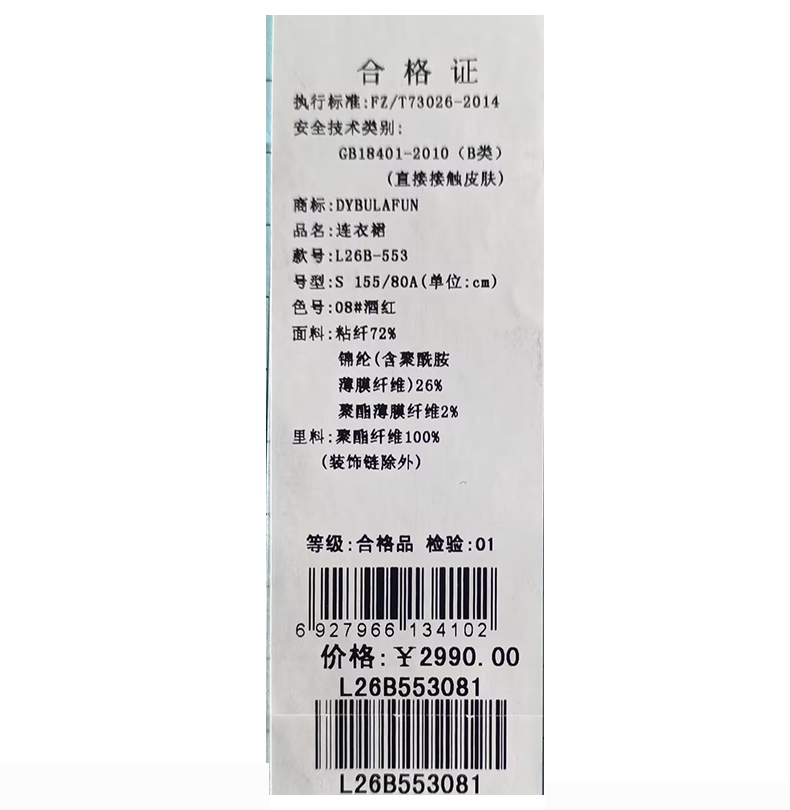 合格证
执行标准:FZ/T73026-2014
安全技术类别:
GB18401-2010（B类）
(直接接触皮肤)
商标:DYBULAFUN
品名:连衣裙
款号:L26B-553
号型:S 155/80A(单位:cm)
色号:08#酒红
面料:粘纤72%
锦纶(含聚酰胺
薄膜纤维)26%
聚酯薄膜纤维2%
里料:聚酯纤维100%
(装饰链除外)
等级:合格品 检验:01
6 927966 134102
价格:￥2990.00
L26B553081
L26B553081